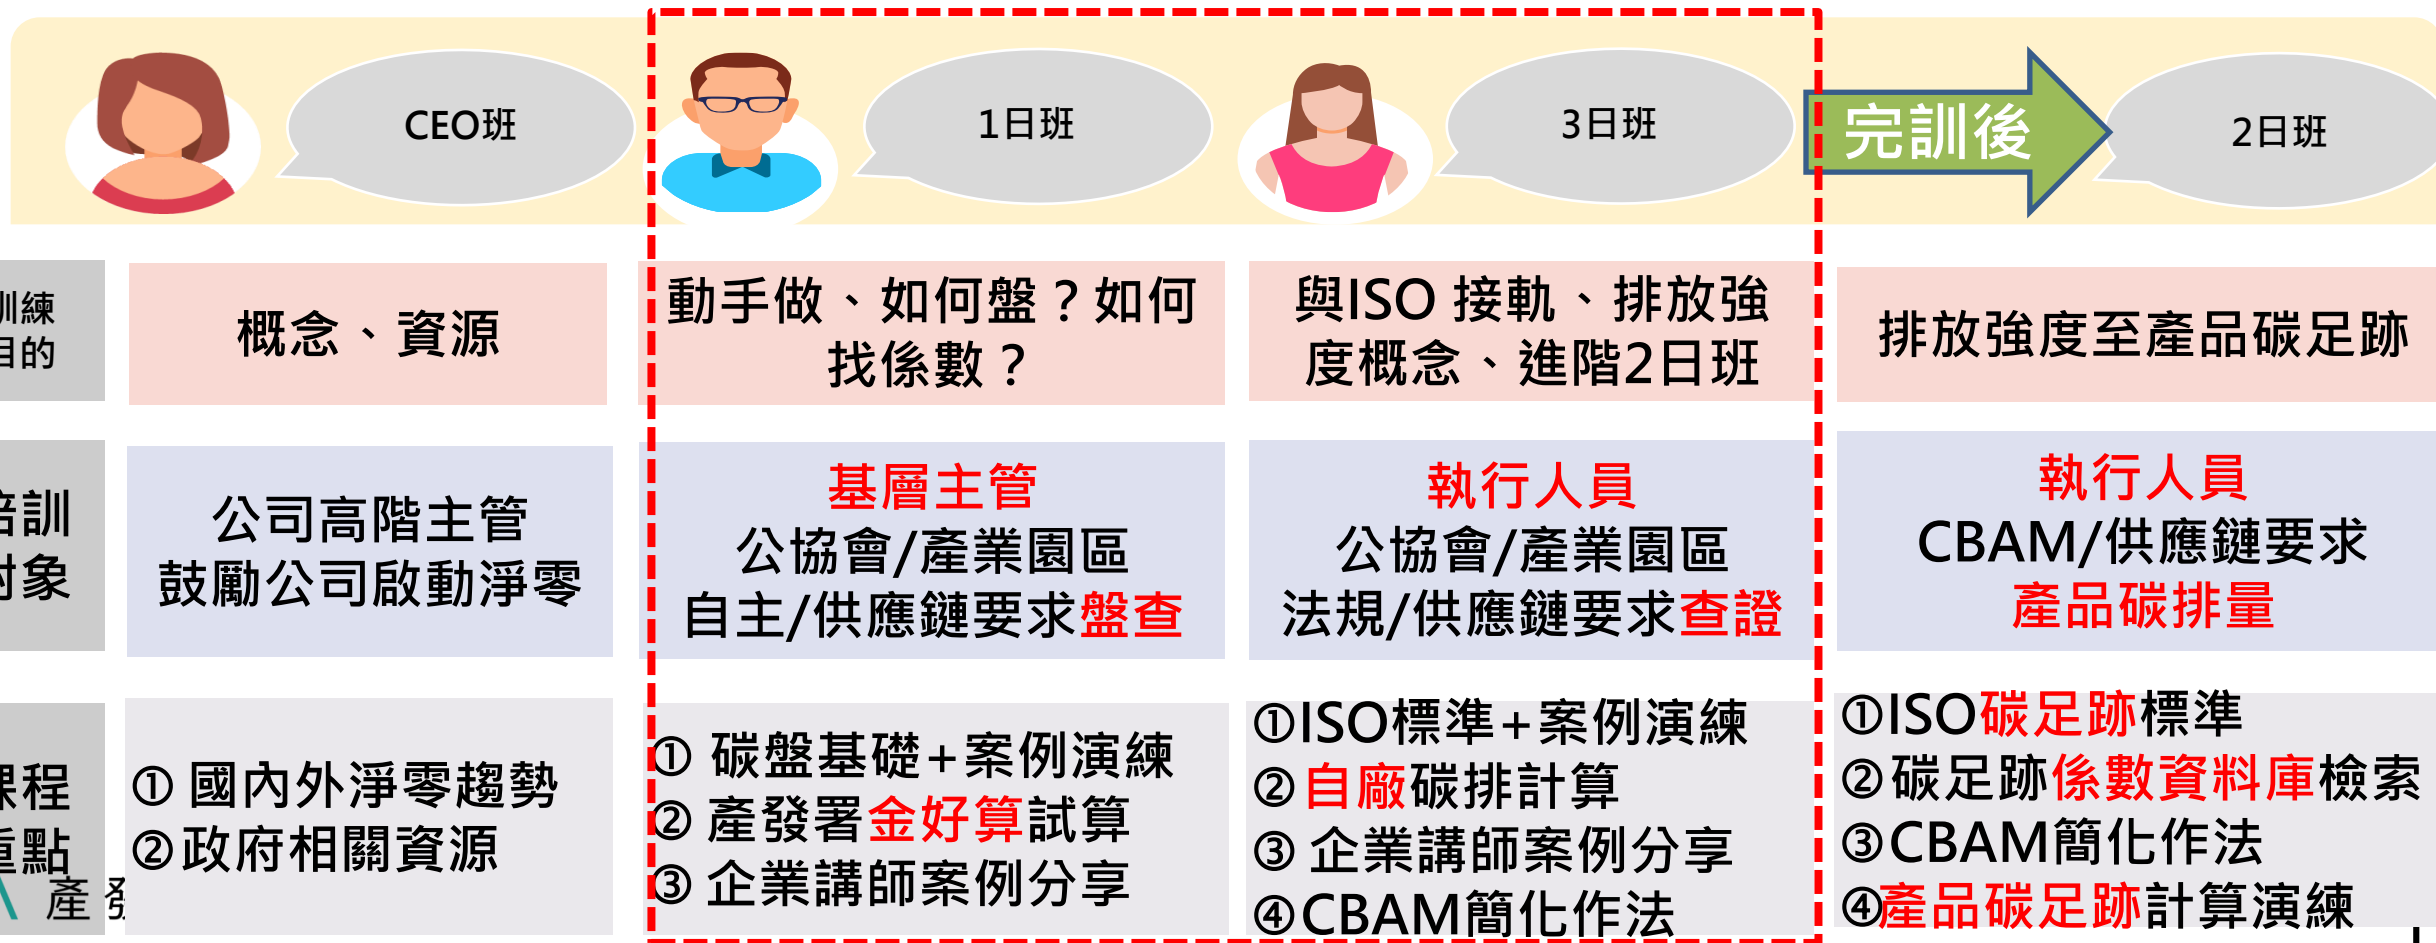 CEO班
1日班
3日班
完訓後
2日班
訓練
目的
概念、資源
動手做、如何盤？如何
找係數？
與ISO 接軌、排放強
度概念、進階2日班
排放強度至產品碳足跡
培訓
對象
公司高階主管
鼓勵公司啟動淨零
基層主管
公協會/產業園區
自主/供應鏈要求盤查
執行人員
公協會/產業園區
法規/供應鏈要求查證
執行人員
CBAM/供應鏈要求
產品碳排量
課程
重點
① 國內外淨零趨勢
②政府相關資源
① 碳盤基礎+案例演練
② 產發署金好算試算
③ 企業講師案例分享
①ISO標準+案例演練
②自廠碳排計算
③ 企業講師案例分享
④CBAM簡化作法
①ISO碳足跡標準
②碳足跡係數資料庫檢索
③CBAM簡化作法
④產品碳足跡計算演練
產發